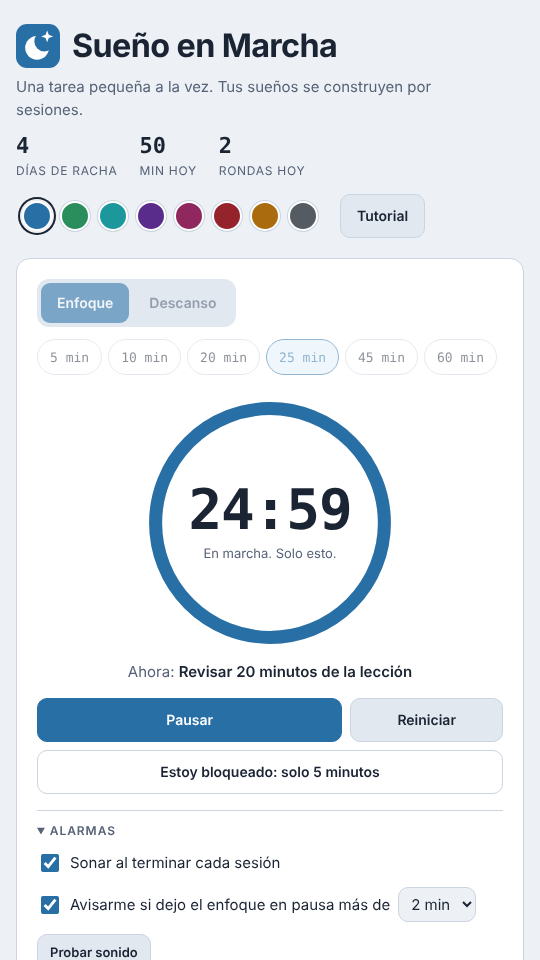 Sueño en Marcha
Una tarea pequeña a la vez. Tus sueños se construyen por
sesiones.
4 50 2
DÍAS DE RACHA MIN HOY RONDAS HOY
Tutorial
Enfoque Descanso
5 min 10 min 20 min 25 min 45 min 60 min
24:59
En marcha. Solo esto.
Ahora: Revisar 20 minutos de la lección
Pausar Reiniciar
Estoy bloqueado: solo 5 minutos
ALARMAS
Sonar al terminar cada sesión
Avisarme si dejo el enfoque en pausa más de 2 min
Probar sonido